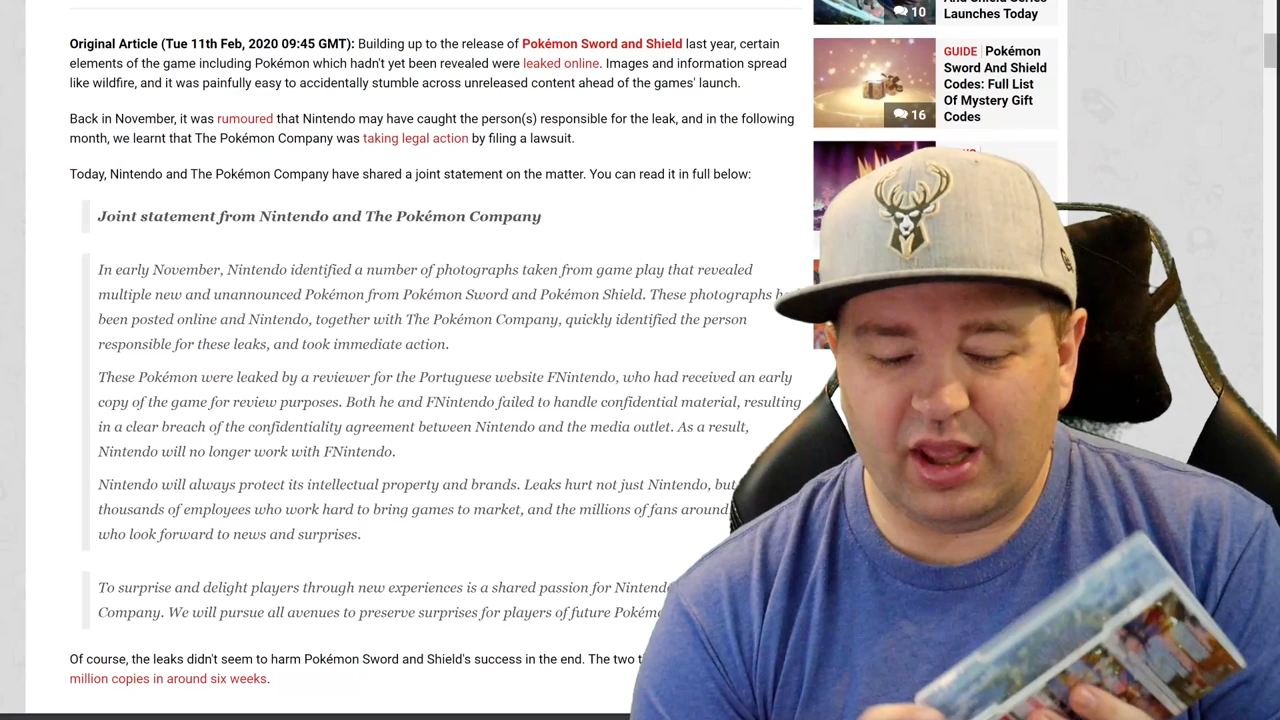 10
And Shield Series
Launches Today
Original Article (Tue 11th Feb, 2020 09:45 GMT): Building up to the release of Pokémon Sword and Shield last year, certain
elements of the game including Pokémon which hadn't yet been revealed were leaked online. Images and information spread
like wildfire, and it was painfully easy to accidentally stumble across unreleased content ahead of the games' launch.
GUIDE Pokémon
Sword And Shield
Codes: Full List
Of Mystery Gift
Codes
16
Back in November, it was rumoured that Nintendo may have caught the person(s) responsible for the leak, and in the following
month, we learnt that The Pokémon Company was taking legal action by filing a lawsuit.
Today, Nintendo and The Pokémon Company have shared a joint statement on the matter. You can read it in full below:
Joint statement from Nintendo and The Pokémon Company
In early November, Nintendo identified a number of photographs taken from game play that revealed
multiple new and unannounced Pokémon from Pokémon Sword and Pokémon Shield. These photographs
been posted online and Nintendo, together with The Pokémon Company, quickly identified the person
responsible for these leaks, and took immediate action.
These Pokémon were leaked by a reviewer for the Portuguese website FNintendo, who had received an early
copy of the game for review purposes. Both he and FNintendo failed to handle confidential material, resulting
in a clear breach of the confidentiality agreement between Nintendo and the media outlet. As a result,
Nintendo will no longer work with FNintendo.
Nintendo will always protect its intellectual property and brands. Leaks hurt not just Nintendo, but
thousands of employees who work hard to bring games to market, and the millions of fans around
who look forward to news and surprises.
To surprise and delight players through new experiences is a shared passion for
Company. We will pursue all avenues to preserve surprises for players of future
Of course, the leaks didn't seem to harm Pokémon Sword and Shield's success in the end. The two
million copies in around six weeks.